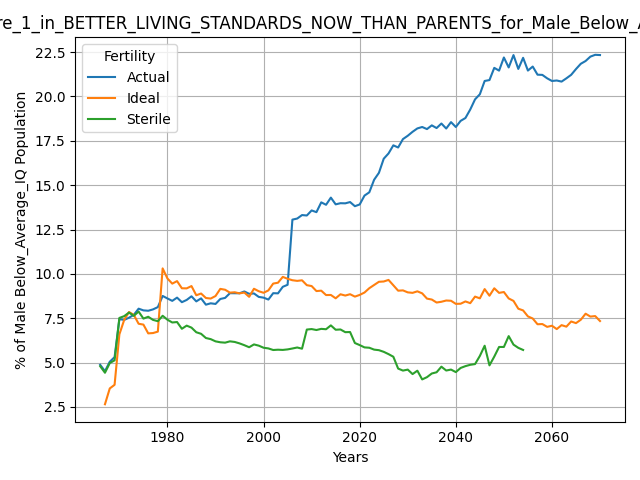 re_1_in_BETTER_LIVING_STANDARDS_NOW_THAN_PARENTS_for_Male_Below_A
Fertility
Actual
Ideal
Sterile
22.5
20.0
17.5
15.0
12.5
10.0
7.5
5.0
2.5
% of Male Below_Average_IQ Population
1980
2000
2020
2040
2060
Years